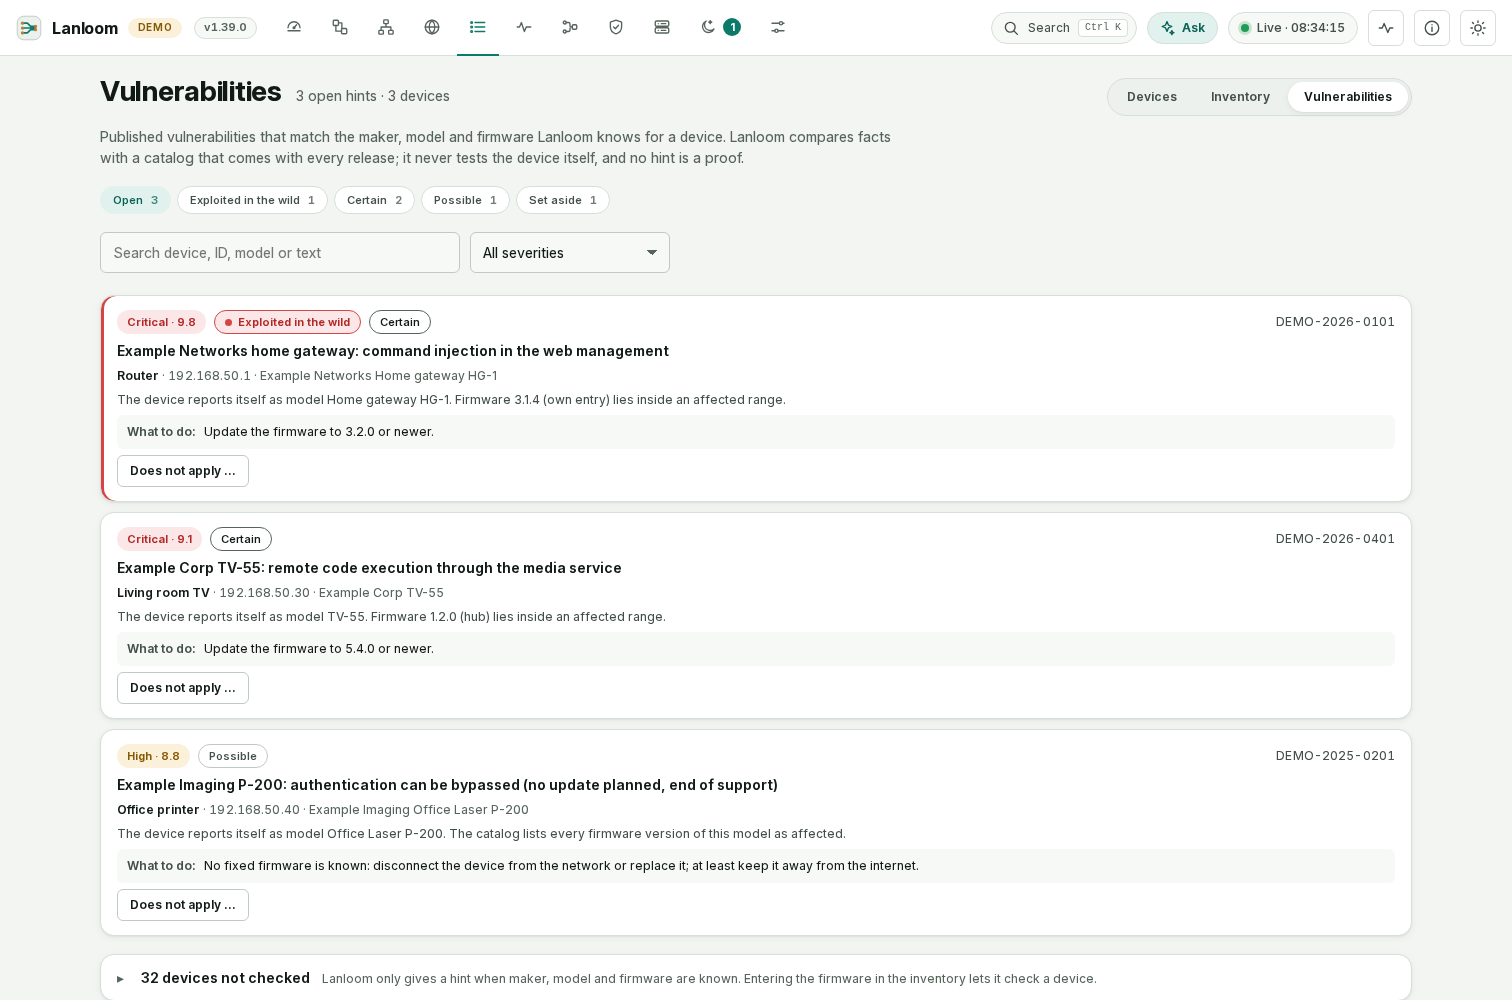 Lanloom DEMO v1.39.0 1 Search Ctrl K Ask Live · 08:34:15
Vulnerabilities 3 open hints · 3 devices Devices Inventory Vulnerabilities
Published vulnerabilities that match the maker, model and firmware Lanloom knows for a device. Lanloom compares facts
with a catalog that comes with every release; it never tests the device itself, and no hint is a proof.
Open 3 Exploited in the wild 1 Certain 2 Possible 1 Set aside 1
Search device, ID, model or text All severities
Critical · 9.8 Exploited in the wild Certain DEMO-2026-0101
Example Networks home gateway: command injection in the web management
Router · 192.168.50.1 · Example Networks Home gateway HG-1
The device reports itself as model Home gateway HG-1. Firmware 3.1.4 (own entry) lies inside an affected range.
What to do: Update the firmware to 3.2.0 or newer.
Does not apply ...
Critical · 9.1 Certain DEMO-2026-0401
Example Corp TV-55: remote code execution through the media service
Living room TV · 192.168.50.30 · Example Corp TV-55
The device reports itself as model TV-55. Firmware 1.2.0 (hub) lies inside an affected range.
What to do: Update the firmware to 5.4.0 or newer.
Does not apply ...
High · 8.8 Possible DEMO-2025-0201
Example Imaging P-200: authentication can be bypassed (no update planned, end of support)
Office printer · 192.168.50.40 · Example Imaging Office Laser P-200
The device reports itself as model Office Laser P-200. The catalog lists every firmware version of this model as affected.
What to do: No fixed firmware is known: disconnect the device from the network or replace it; at least keep it away from the internet.
Does not apply ...
32 devices not checked Lanloom only gives a hint when maker, model and firmware are known. Entering the firmware in the inventory lets it check a device.